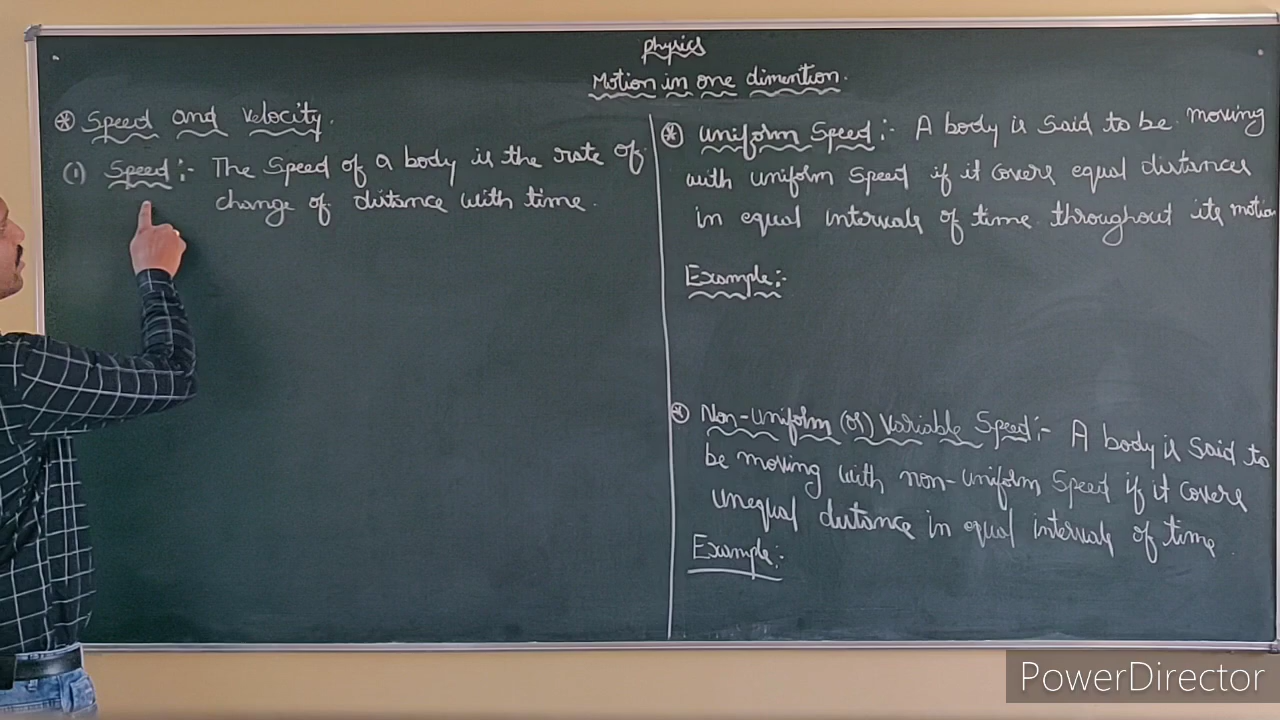 Physics
Motion in one dimention.
⊛ Speed and velocity.
(1) Speed :- The Speed of a body is the rate of
change of distance with time.
⊛ Uniform Speed :- A body is said to be moving
with uniform speed if it covers equal distances
in equal intervals of time throughout its motion
Example :-
⊛ Non-Uniform (or) Variable Speed :- A body is said to
be moving with non-uniform speed if it covers
unequal distance in equal intervals of time.
Example :-
PowerDirector